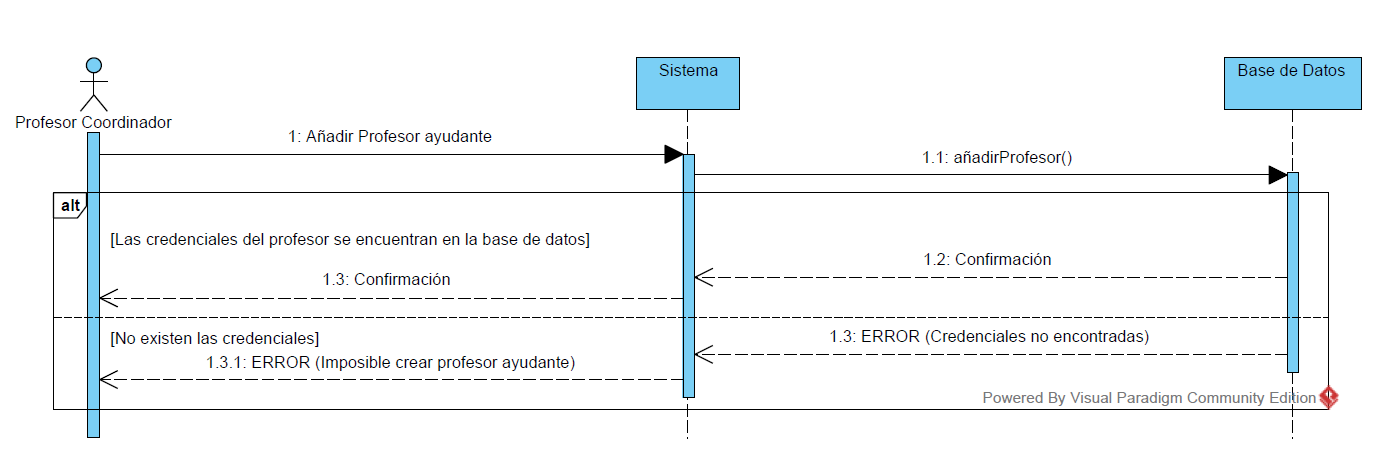 Sistema
Base de Datos
Profesor Coordinador
1: Añadir Profesor ayudante
1.1: añadirProfesor()
alt
[Las credenciales del profesor se encuentran en la base de datos]
1.2: Confirmación
1.3: Confirmación
[No existen las credenciales]
1.3: ERROR (Credenciales no encontradas)
1.3.1: ERROR (Imposible crear profesor ayudante)
Powered By Visual Paradigm Community Edition